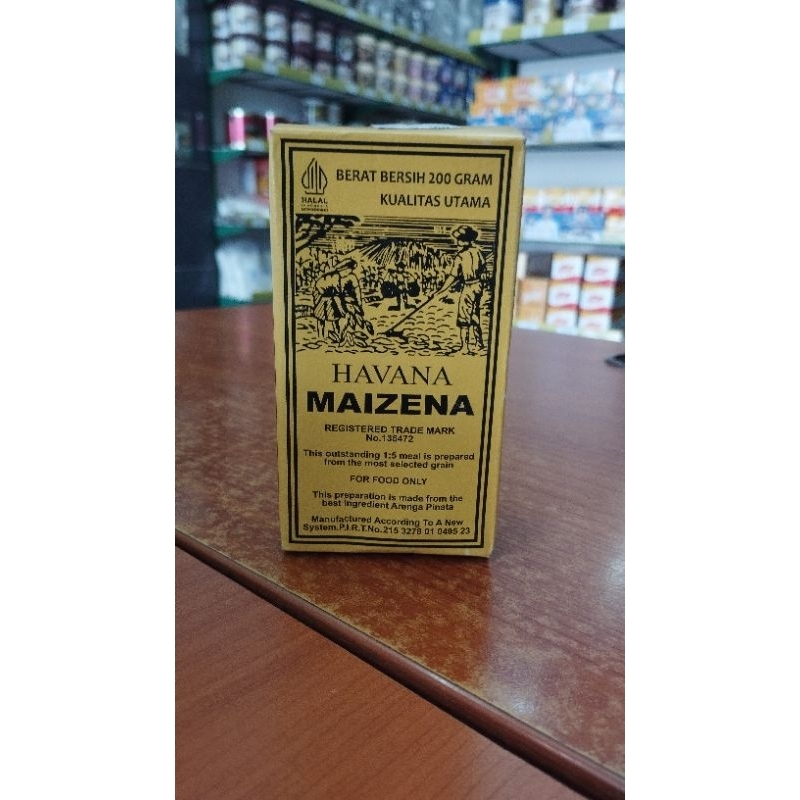 BERAT BERSIH 200 GRAM
KUALITAS UTAMA
HALAL
HAVANA
MAIZENA
REGISTERED TRADE MARK
No.135472
This outstanding 1:5 meal is prepared
from the most selected grain
FOR FOOD ONLY
This preparation is made from the
best Ingredient Arenga Pinata
Manufactured According To A New
System.P.I.R.T.No.215 3278 01 0495 23